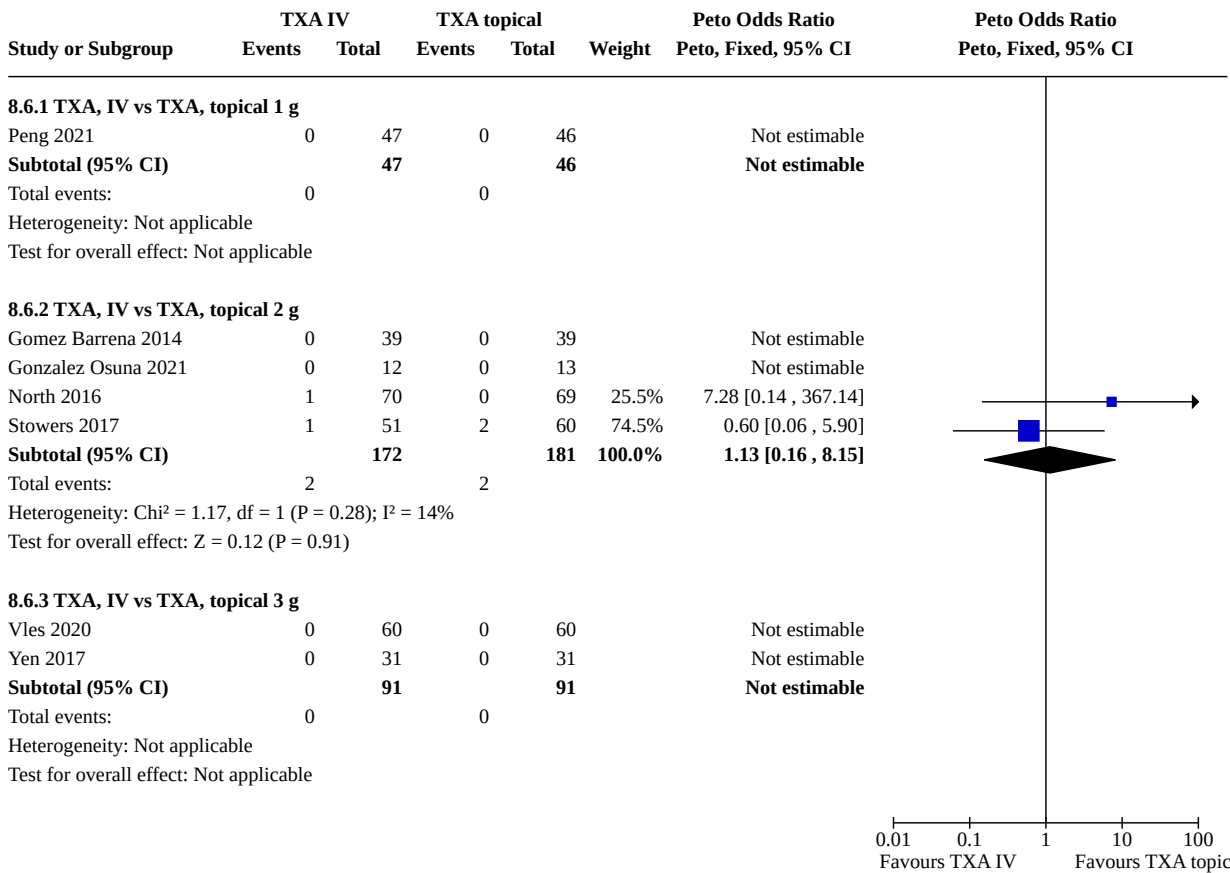 TXA IV TXA topical Peto Odds Ratio Peto Odds Ratio
Study or Subgroup Events Total Events Total Weight Peto, Fixed, 95% CI Peto, Fixed, 95% CI
8.6.1 TXA, IV vs TXA, topical 1 g
Peng 2021 0 47 0 46 Not estimable
Subtotal (95% CI) 47 46 Not estimable
Total events: 0 0
Heterogeneity: Not applicable
Test for overall effect: Not applicable
8.6.2 TXA, IV vs TXA, topical 2 g
Gomez Barrena 2014 0 39 0 39 Not estimable
Gonzalez Osuna 2021 0 12 0 13 Not estimable
North 2016 1 70 0 69 25.5% 7.28 [0.14 , 367.14]
Stowers 2017 1 51 2 60 74.5% 0.60 [0.06 , 5.90]
Subtotal (95% CI) 172 181 100.0% 1.13 [0.16 , 8.15]
Total events: 2 2
Heterogeneity: Chi² = 1.17, df = 1 (P = 0.28); I² = 14%
Test for overall effect: Z = 0.12 (P = 0.91)
8.6.3 TXA, IV vs TXA, topical 3 g
Vles 2020 0 60 0 60 Not estimable
Yen 2017 0 31 0 31 Not estimable
Subtotal (95% CI) 91 91 Not estimable
Total events: 0 0
Heterogeneity: Not applicable
Test for overall effect: Not applicable
0.01 0.1 1 10 100
Favours TXA IV Favours TXA topic